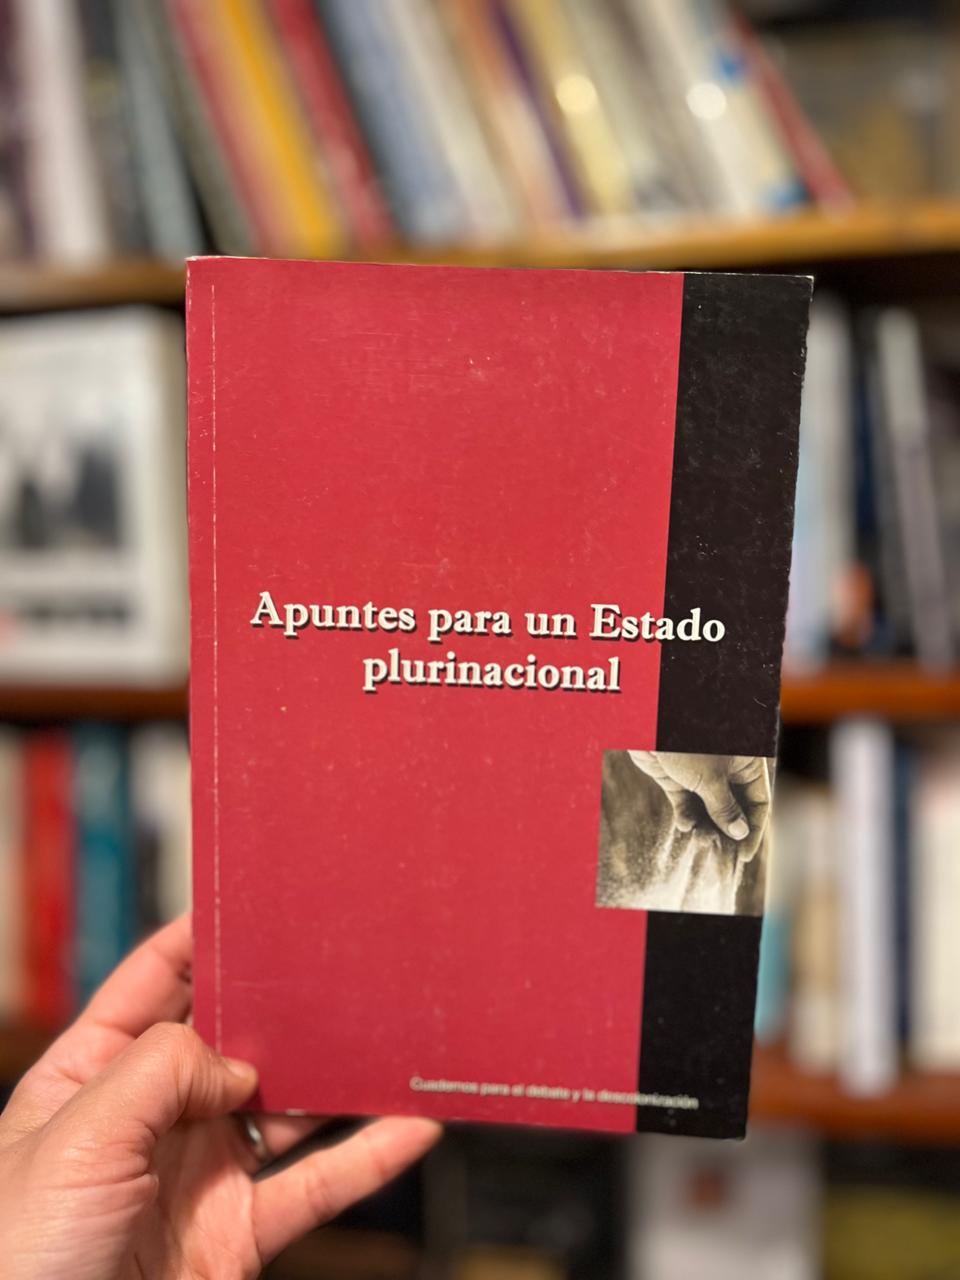 Apuntes para un Estado
plurinacional
Cuadernos para el debate y la descolonización